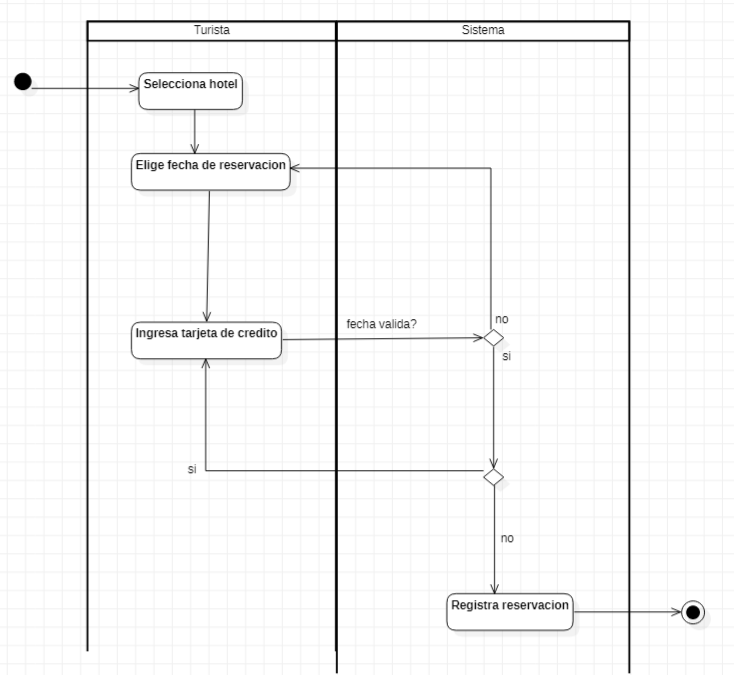 Turista
Sistema
Selecciona hotel
Elige fecha de reservacion
Ingresa tarjeta de credito
fecha valida?
no
si
si
no
Registra reservacion